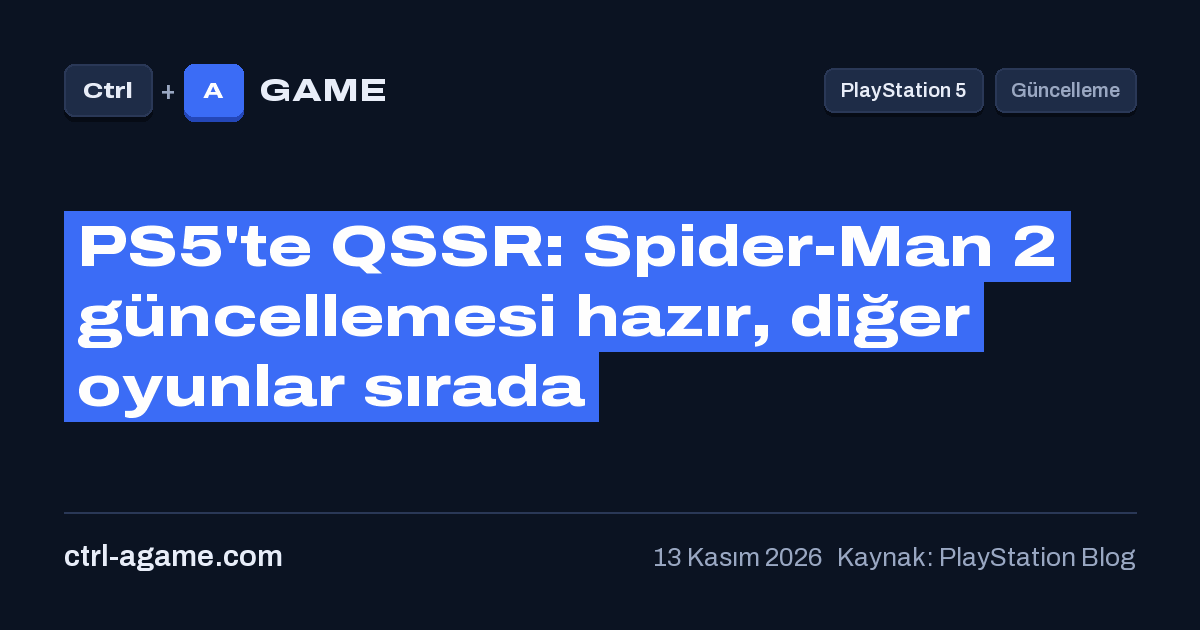 Ctrl + A GAME
PlayStation 5 Güncelleme
PS5'te QSSR: Spider-Man 2
güncellemesi hazır, diğer
oyunlar sırada
ctrl-agame.com
13 Kasım 2026 Kaynak: PlayStation Blog